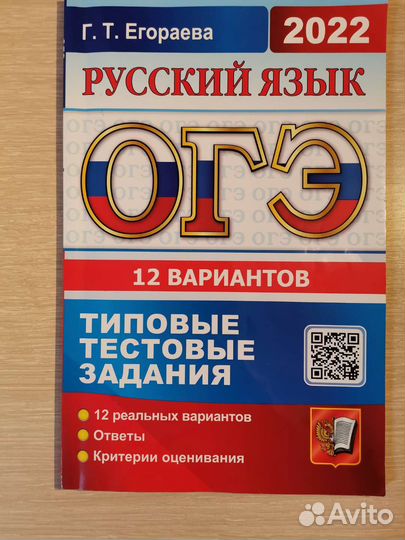 Г. Т. Егораева
2022
РУССКИЙ ЯЗЫК
ОГЭ
12 ВАРИАНТОВ
ТИПОВЫЕ
ТЕСТОВЫЕ
ЗАДАНИЯ
12 реальных вариантов
Ответы
Критерии оценивания
Avito